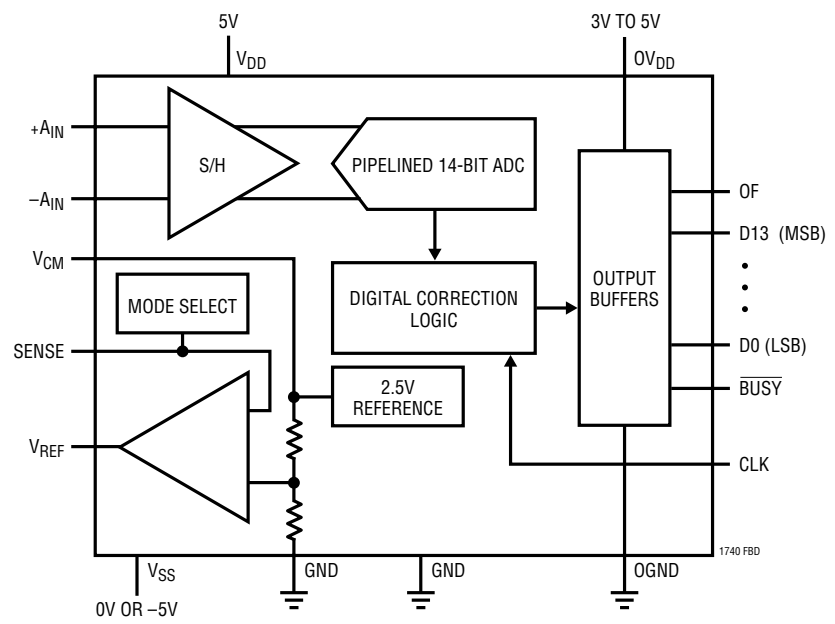 5V
3V TO 5V
VDD
OVDD
+AIN
S/H
PIPELINED 14-BIT ADC
–AIN
OF
D13 (MSB)
VCM
MODE SELECT
DIGITAL CORRECTION
LOGIC
OUTPUT
BUFFERS
SENSE
D0 (LSB)
2.5V
REFERENCE
BUSY
VREF
CLK
1740 FBD
VSS
GND
GND
OGND
0V OR –5V